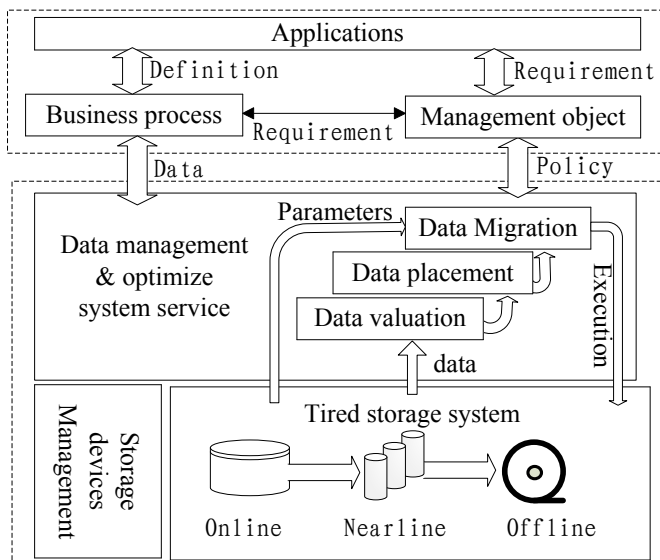 Applications
Definition
Requirement
Business process
Requirement
Management object
Data
Policy
Parameters
Data Migration
Data management
& optimize
system service
Data placement
Data valuation
Execution
data
Storage
devices
Management
Tired storage system
Online
Nearline
Offline